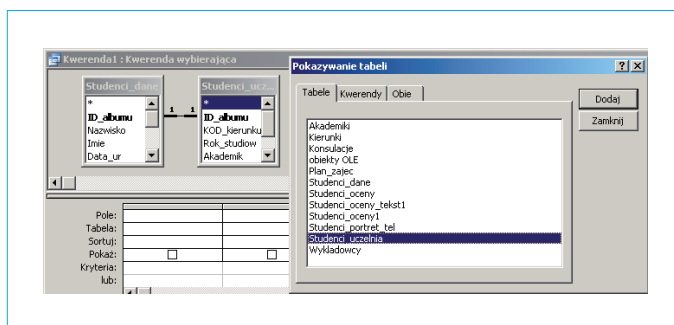 Kwerenda1 : Kwerenda wybierająca
Studenci_dane
*
ID_albumu
Nazwisko
Imie
Data_ur
1 1
Studenci_ucz...
*
ID_albumu
KOD_kierunku
Rok_studiow
Akademik
Pole:
Tabela:
Sortuj:
Pokaż:
Kryteria:
lub:
Pokazywanie tabeli
Tabele Kwerendy Obie
Akademiki
Kierunki
Konsulacje
obiekty OLE
Plan_zajec
Studenci_dane
Studenci_oceny
Studenci_oceny_tekst1
Studenci_oceny1
Studenci_portret_tel
Studenci_uczelnia
Wykladowcy
Dodaj
Zamknij